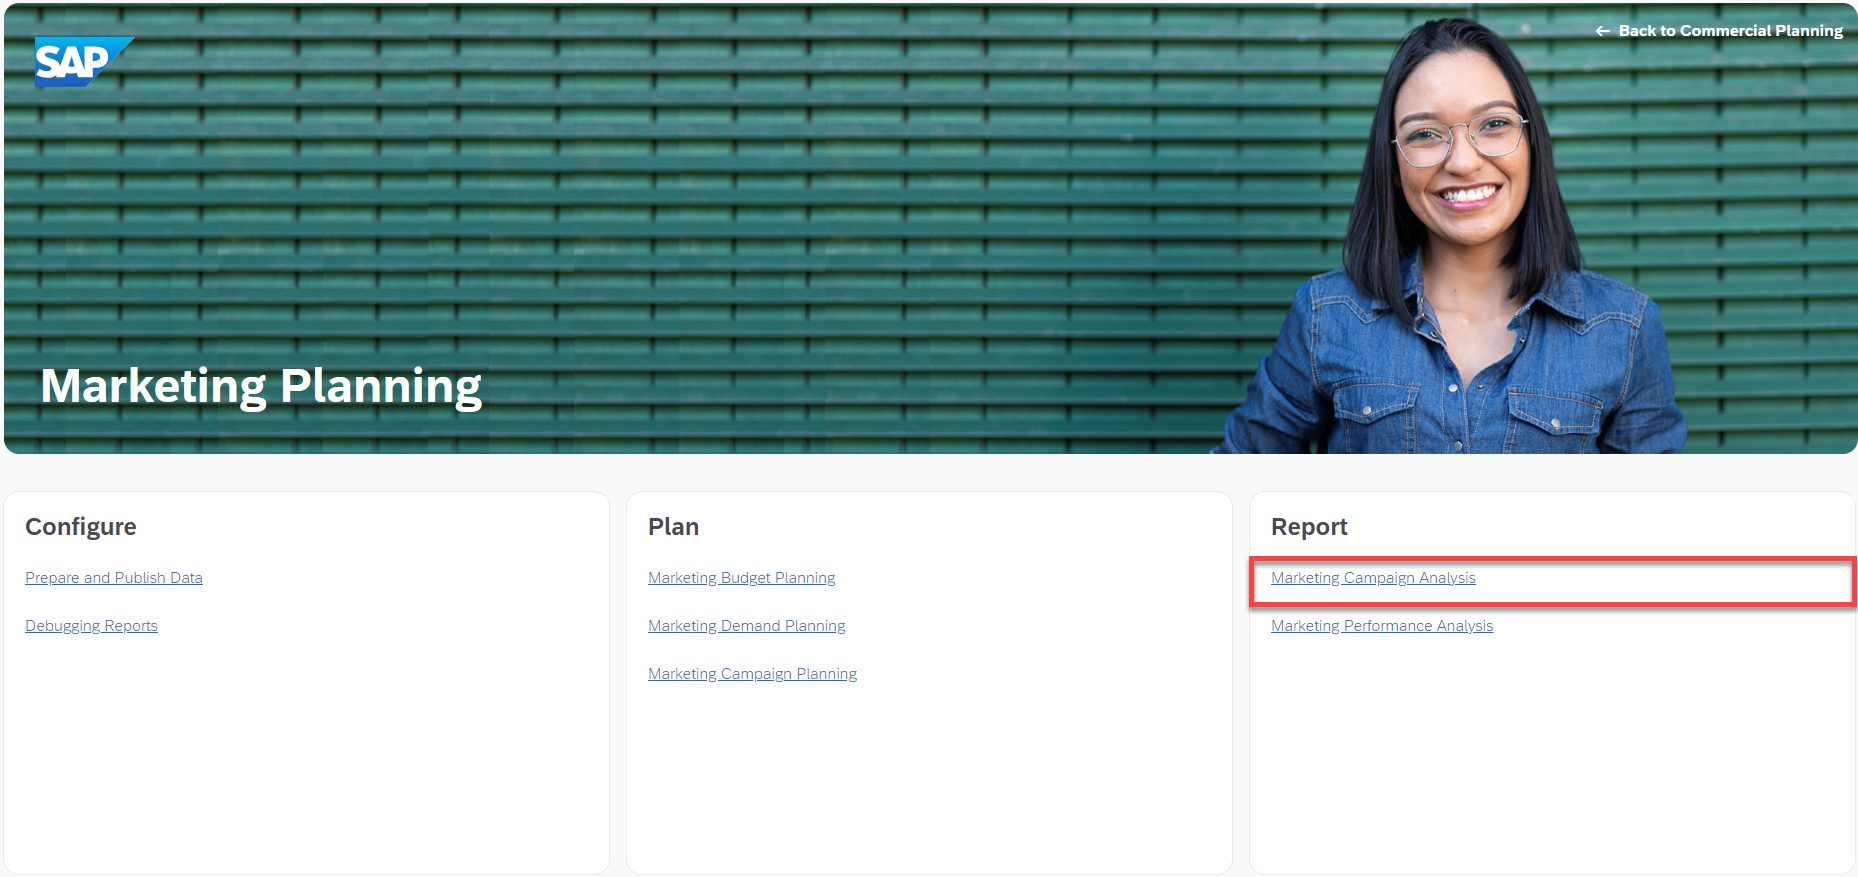 ← Back to Commercial Planning
SAP
Marketing Planning
Configure
Prepare and Publish Data
Debugging Reports
Plan
Marketing Budget Planning
Marketing Demand Planning
Marketing Campaign Planning
Report
Marketing Campaign Analysis
Marketing Performance Analysis